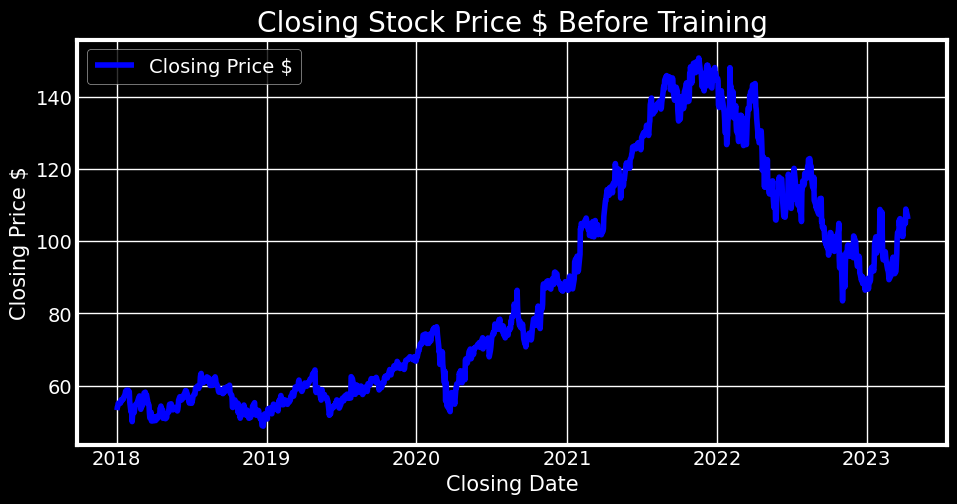 Closing Stock Price $ Before Training
Closing Price $
Closing Price $
140
120
100
80
60
2018 2019 2020 2021 2022 2023
Closing Date